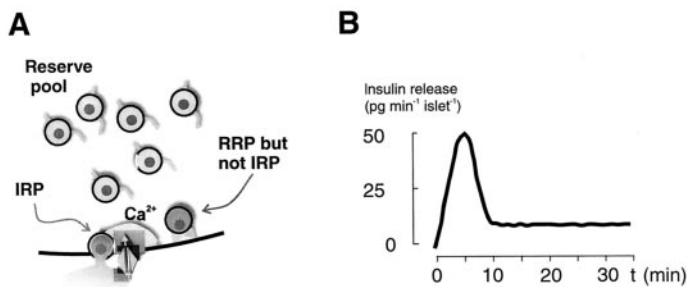 A
Reserve
pool
RRP but
not IRP
IRP
Ca²⁺
B
Insulin release
(pg min⁻¹ islet⁻¹)
50
25
0
0 10 20 30 t (min)